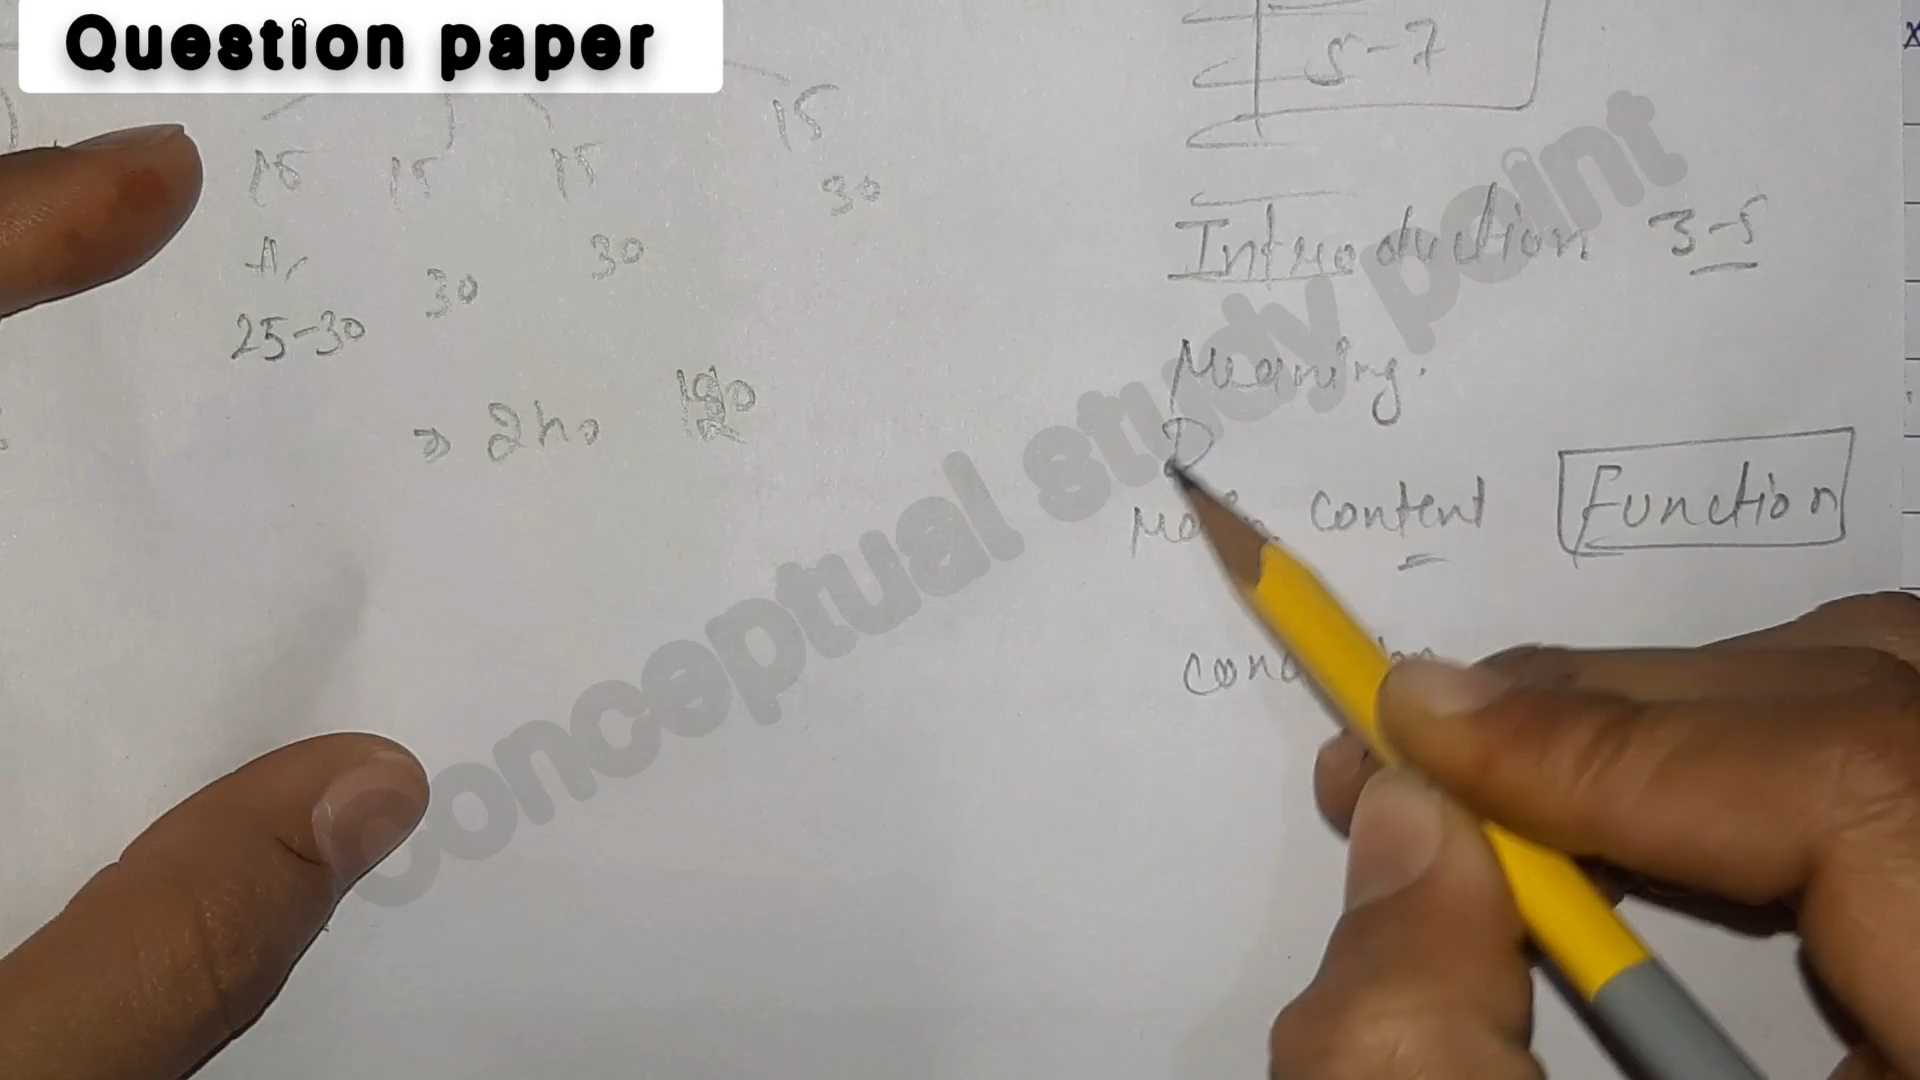 Question paper
5-7
15 15 15 15
30
A,
25-30 30 30
⇒ 2h
Introduction 3-5
Meaning.
D
content Function
conceptual study point